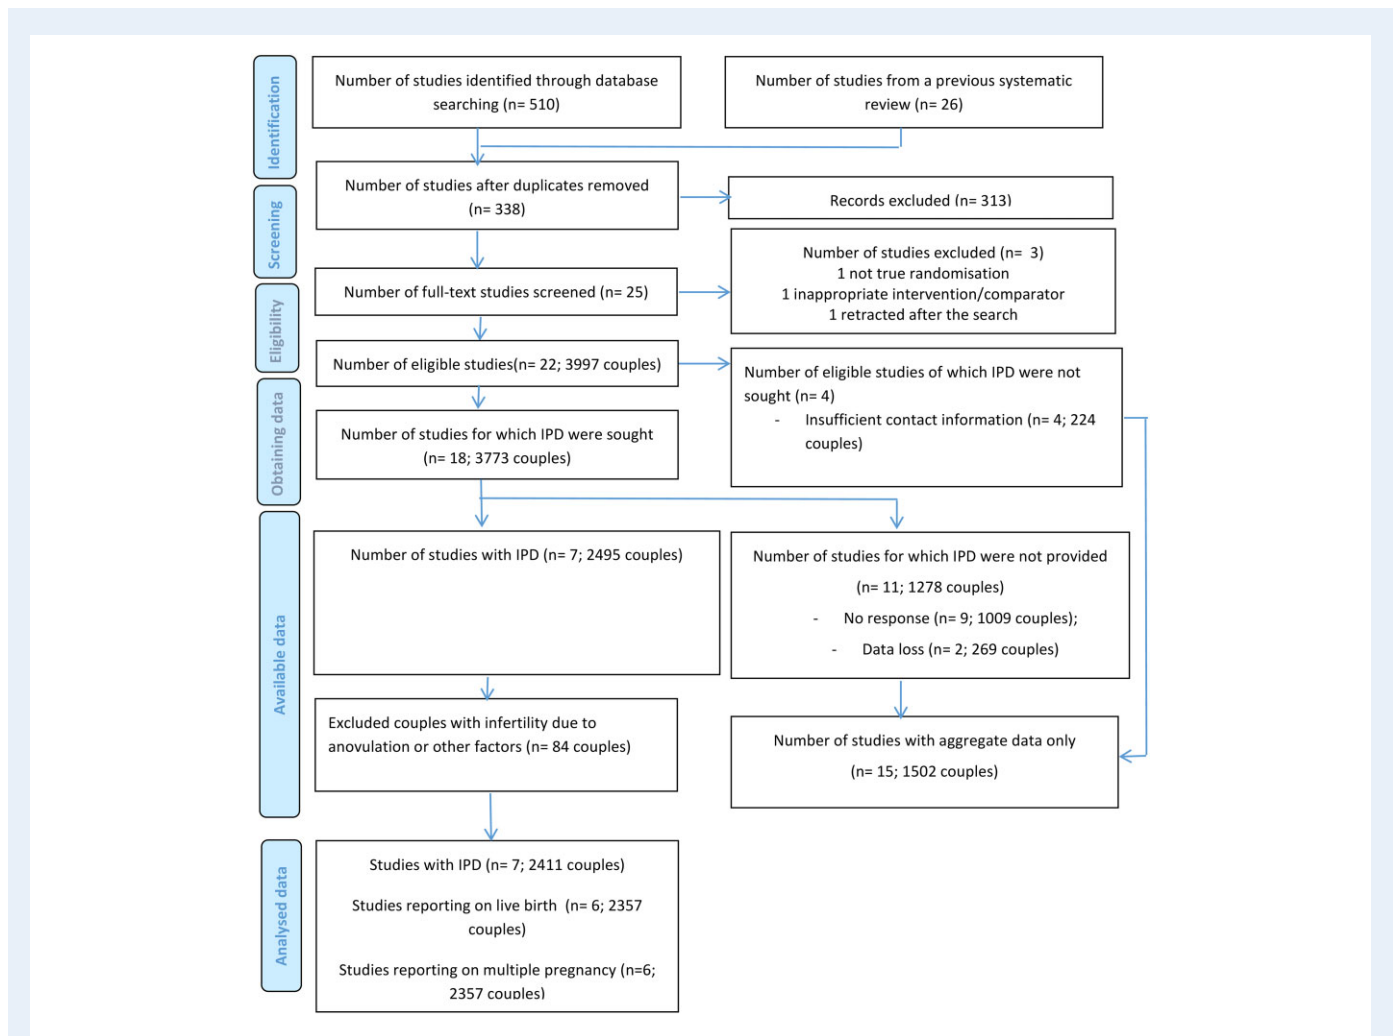 Identification
Number of studies identified through database
searching (n= 510)
Number of studies from a previous systematic
review (n= 26)
Number of studies after duplicates removed
(n= 338)
Records excluded (n= 313)
Screening
Number of full-text studies screened (n= 25)
Number of studies excluded (n=  3)
1 not true randomisation
1 inappropriate intervention/comparator
1 retracted after the search
Eligibility
Number of eligible studies(n= 22; 3997 couples)
Number of eligible studies of which IPD were not
sought (n= 4)
- Insufficient contact information (n= 4; 224
couples)
Obtaining data
Number of studies for which IPD were sought
(n= 18; 3773 couples)
Available data
Number of studies with IPD (n= 7; 2495 couples)
Number of studies for which IPD were not provided
(n= 11; 1278 couples)
- No response (n= 9; 1009 couples);
- Data loss (n= 2; 269 couples)
Excluded couples with infertility due to
anovulation or other factors (n= 84 couples)
Number of studies with aggregate data only
(n= 15; 1502 couples)
Analysed data
Studies with IPD (n= 7; 2411 couples)
Studies reporting on live birth  (n= 6; 2357
couples)
Studies reporting on multiple pregnancy (n=6;
2357 couples)